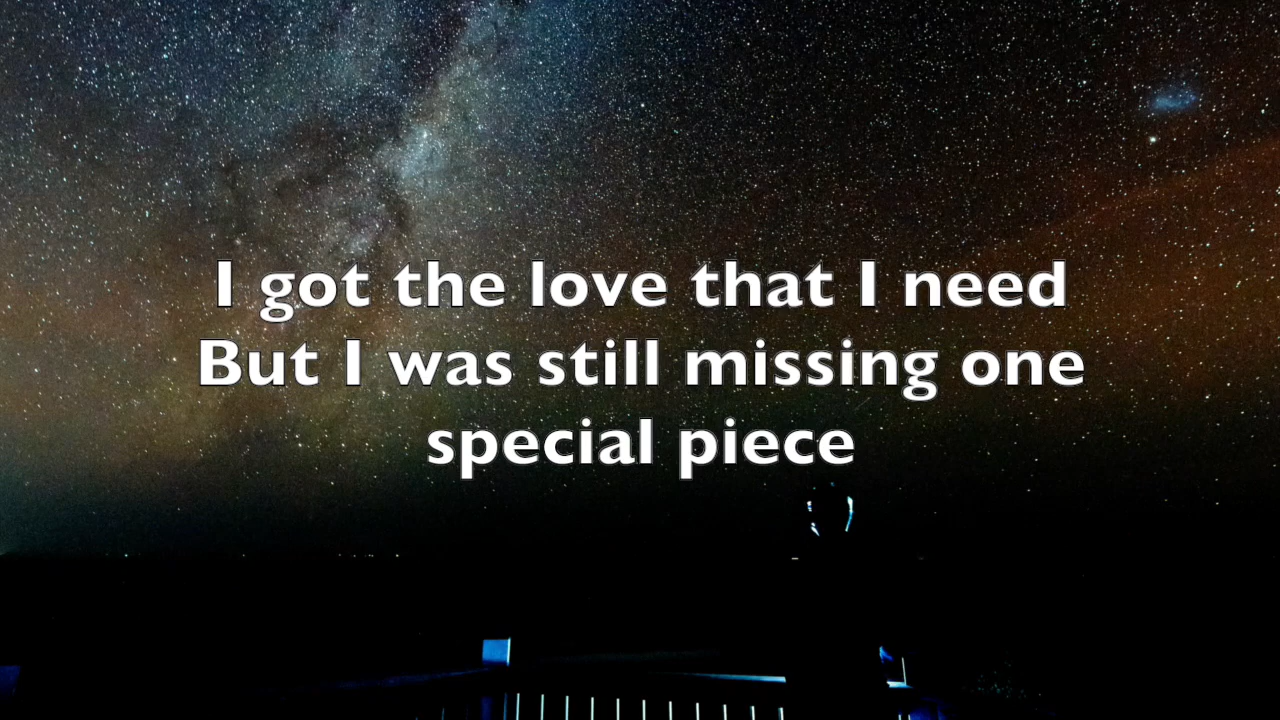 I got the love that I need
But I was still missing one
special piece